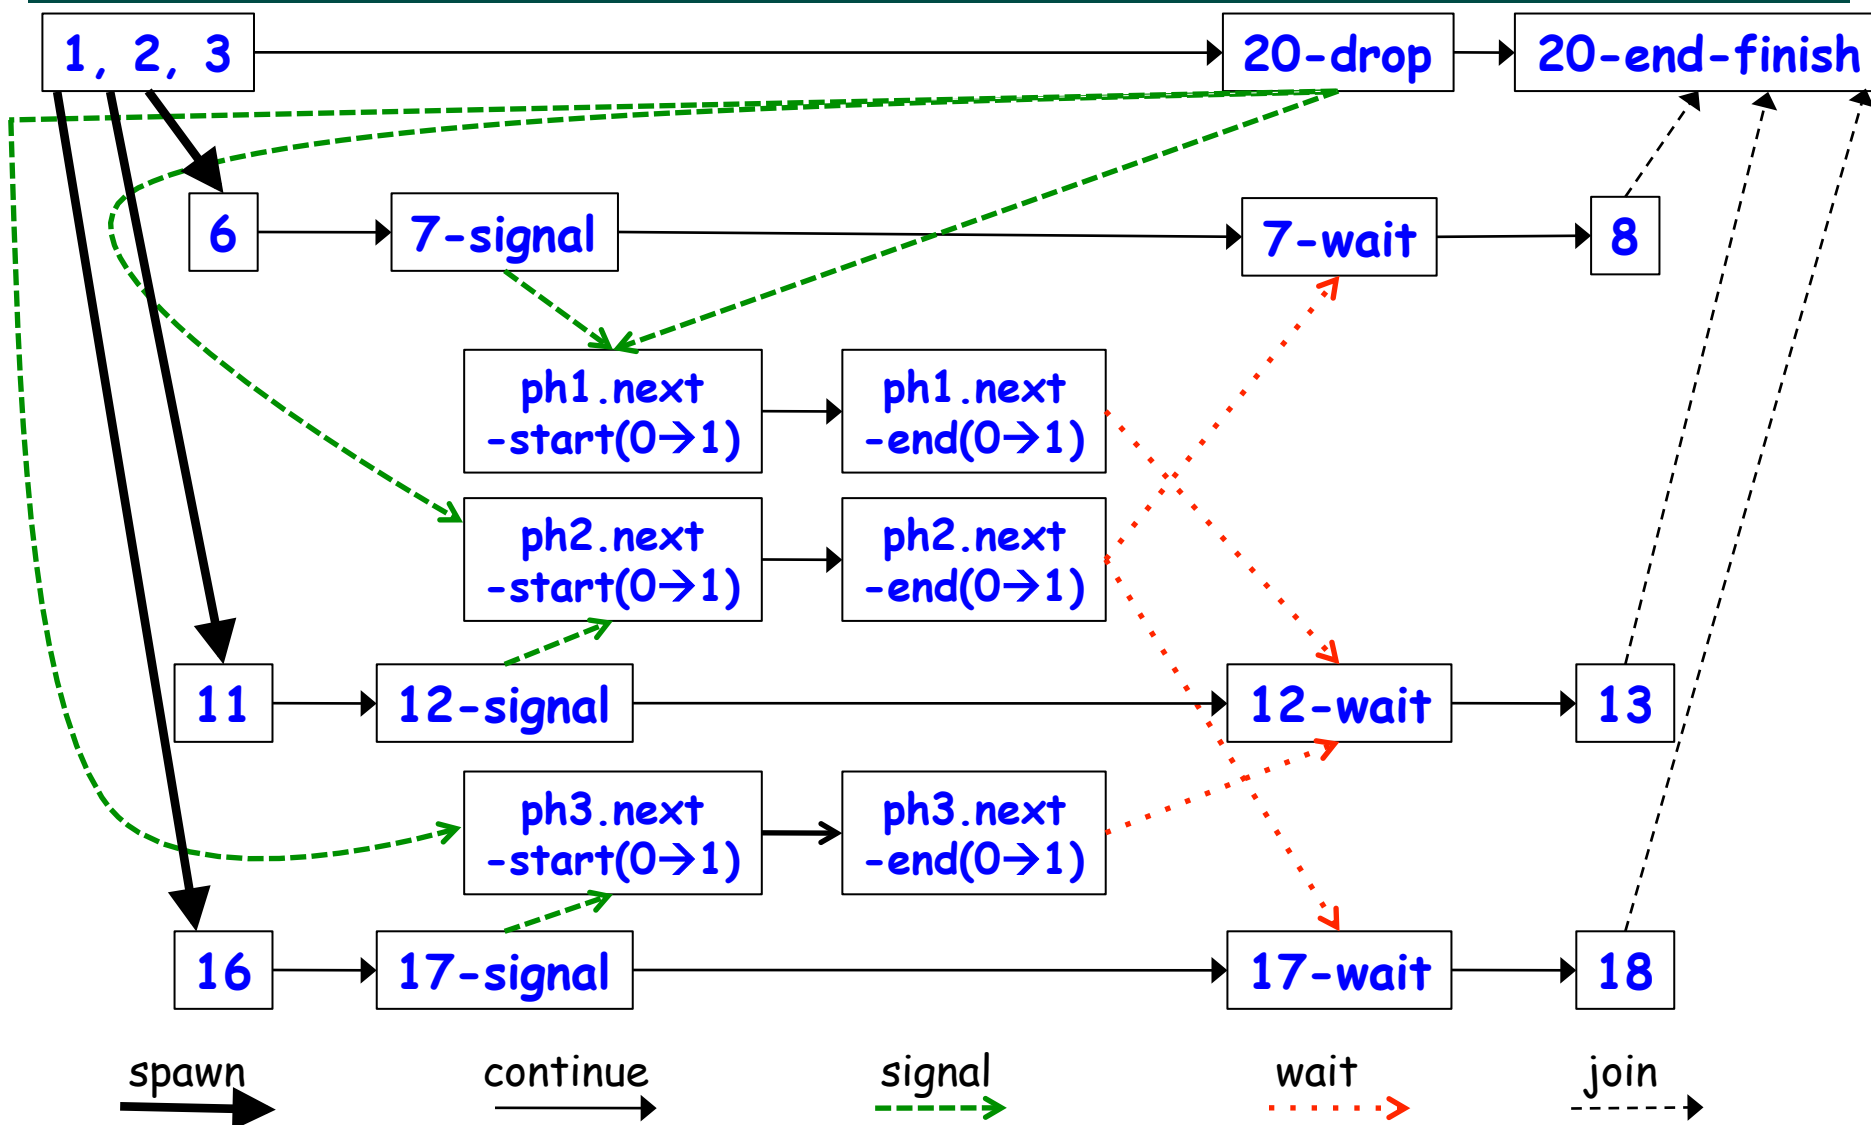 1, 2, 3
20-drop
20-end-finish
6
7-signal
7-wait
8
ph1.next
-start(0→1)
ph1.next
-end(0→1)
ph2.next
-start(0→1)
ph2.next
-end(0→1)
11
12-signal
12-wait
13
ph3.next
-start(0→1)
ph3.next
-end(0→1)
16
17-signal
17-wait
18
spawn
continue
signal
wait
join